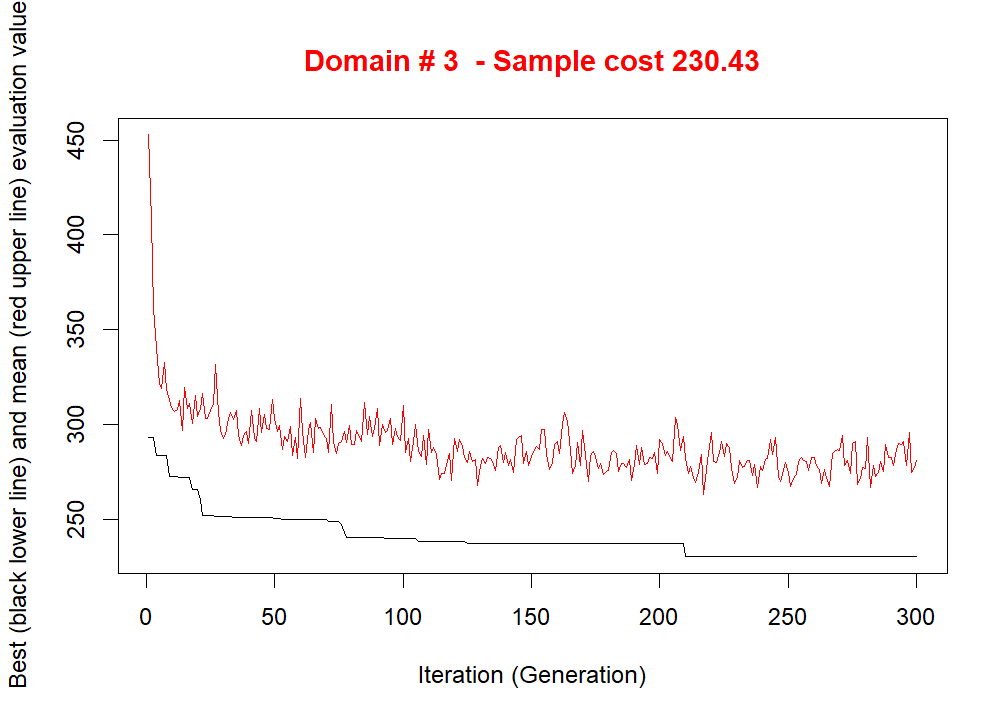 Domain # 3  - Sample cost 230.43
Best (black lower line) and mean (red upper line) evaluation value
450
400
350
300
250
0 50 100 150 200 250 300
Iteration (Generation)